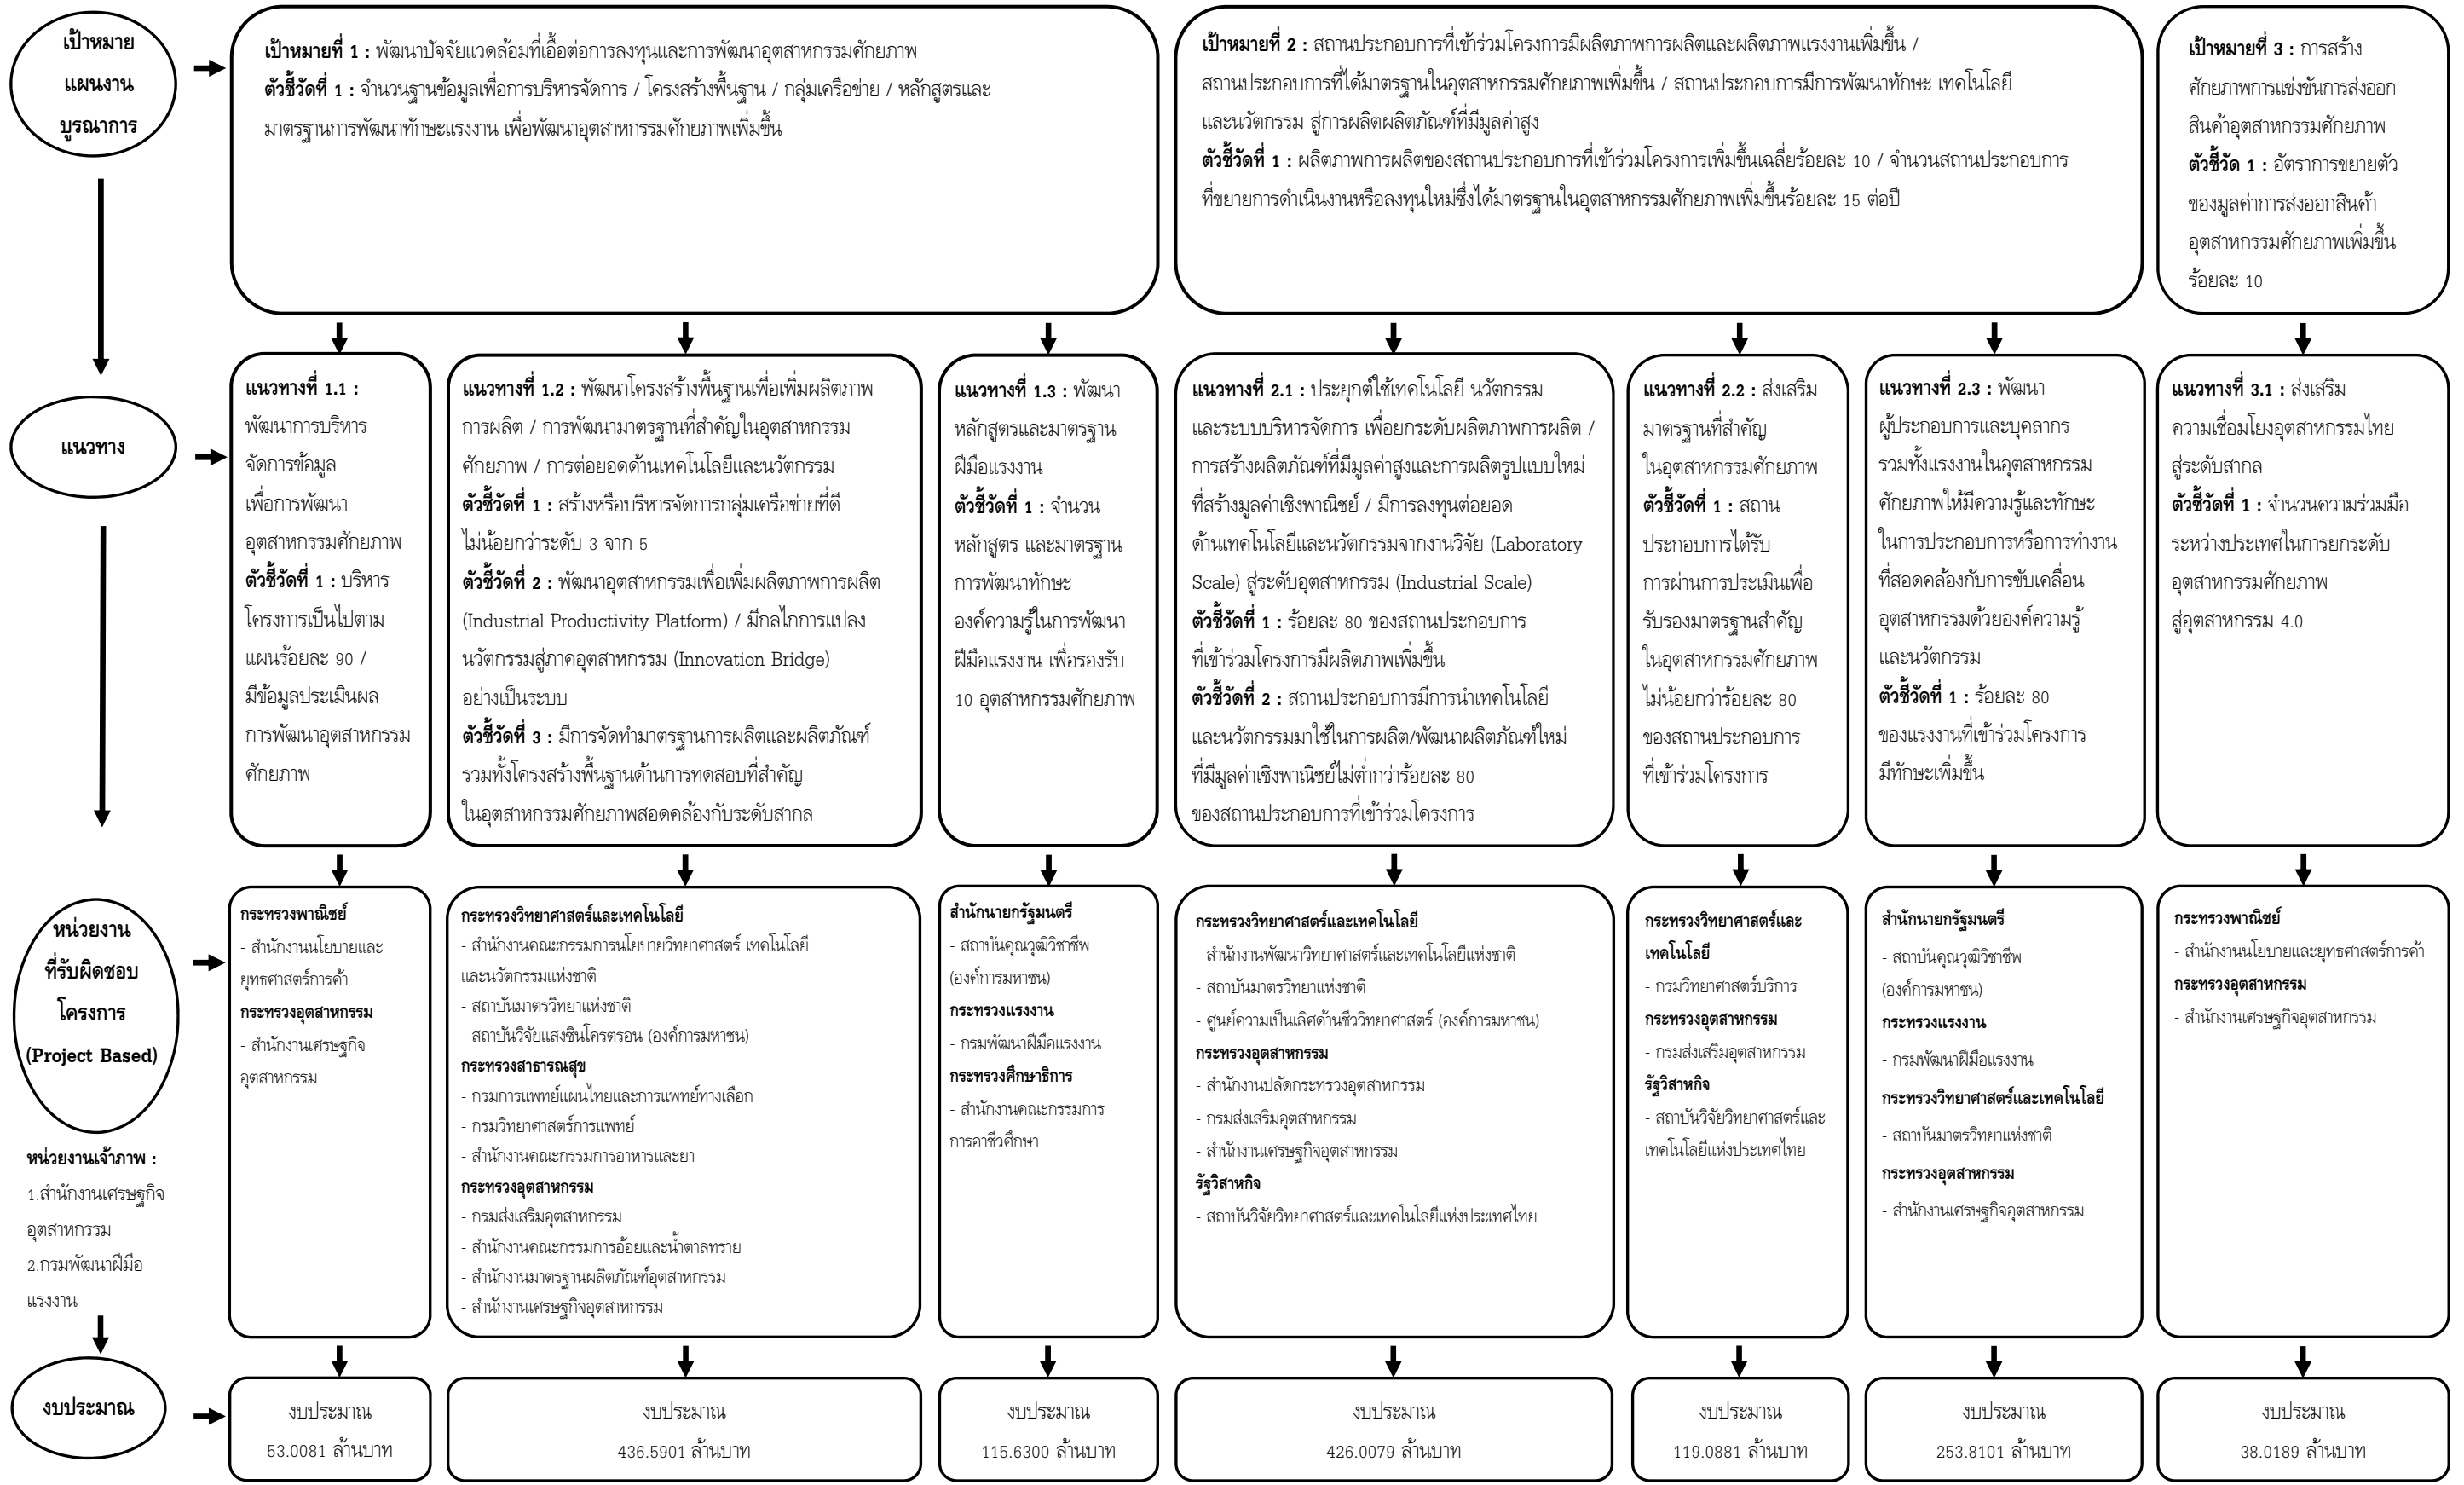 เป้าหมาย
แผนงาน
บูรณาการ
เป้าหมายที่ 1 : พัฒนาปัจจัยแวดล้อมที่เอื้อต่อการลงทุนและการพัฒนาอุตสาหกรรมศักยภาพ
ตัวชี้วัดที่ 1 : จำนวนฐานข้อมูลเพื่อการบริหารจัดการ / โครงสร้างพื้นฐาน / กลุ่มเครือข่าย / หลักสูตรและ
มาตรฐานการพัฒนาทักษะแรงงาน เพื่อพัฒนาอุตสาหกรรมศักยภาพเพิ่มขึ้น
เป้าหมายที่ 2 : สถานประกอบการที่เข้าร่วมโครงการมีผลิตภาพการผลิตและผลิตภาพแรงงานเพิ่มขึ้น /
สถานประกอบการที่ได้มาตรฐานในอุตสาหกรรมศักยภาพเพิ่มขึ้น / สถานประกอบการมีการพัฒนาทักษะ เทคโนโลยี
และนวัตกรรม สู่การผลิตผลิตภัณฑ์ที่มีมูลค่าสูง
ตัวชี้วัดที่ 1 : ผลิตภาพการผลิตของสถานประกอบการที่เข้าร่วมโครงการเพิ่มขึ้นเฉลี่ยร้อยละ 10 / จำนวนสถานประกอบการ
ที่ขยายการดำเนินงานหรือลงทุนใหม่ซึ่งได้มาตรฐานในอุตสาหกรรมศักยภาพเพิ่มขึ้นร้อยละ 15 ต่อปี
เป้าหมายที่ 3 : การสร้าง
ศักยภาพการแข่งขันการส่งออก
สินค้าอุตสาหกรรมศักยภาพ
ตัวชี้วัด 1 : อัตราการขยายตัว
ของมูลค่าการส่งออกสินค้า
อุตสาหกรรมศักยภาพเพิ่มขึ้น
ร้อยละ 10
แนวทาง
แนวทางที่ 1.1 :
พัฒนาการบริหาร
จัดการข้อมูล
เพื่อการพัฒนา
อุตสาหกรรมศักยภาพ
ตัวชี้วัดที่ 1 : บริหาร
โครงการเป็นไปตาม
แผนร้อยละ 90 /
มีข้อมูลประเมินผล
การพัฒนาอุตสาหกรรม
ศักยภาพ
แนวทางที่ 1.2 : พัฒนาโครงสร้างพื้นฐานเพื่อเพิ่มผลิตภาพ
การผลิต / การพัฒนามาตรฐานที่สำคัญในอุตสาหกรรม
ศักยภาพ / การต่อยอดด้านเทคโนโลยีและนวัตกรรม
ตัวชี้วัดที่ 1 : สร้างหรือบริหารจัดการกลุ่มเครือข่ายที่ดี
ไม่น้อยกว่าระดับ 3 จาก 5
ตัวชี้วัดที่ 2 : พัฒนาอุตสาหกรรมเพื่อเพิ่มผลิตภาพการผลิต
(Industrial Productivity Platform) / มีกลไกการแปลง
นวัตกรรมสู่ภาคอุตสาหกรรม (Innovation Bridge)
อย่างเป็นระบบ
ตัวชี้วัดที่ 3 : มีการจัดทำมาตรฐานการผลิตและผลิตภัณฑ์
รวมทั้งโครงสร้างพื้นฐานด้านการทดสอบที่สำคัญ
ในอุตสาหกรรมศักยภาพสอดคล้องกับระดับสากล
แนวทางที่ 1.3 : พัฒนา
หลักสูตรและมาตรฐาน
ฝีมือแรงงาน
ตัวชี้วัดที่ 1 : จำนวน
หลักสูตร และมาตรฐาน
การพัฒนาทักษะ
องค์ความรู้ในการพัฒนา
ฝีมือแรงงาน เพื่อรองรับ
10 อุตสาหกรรมศักยภาพ
แนวทางที่ 2.1 : ประยุกต์ใช้เทคโนโลยี นวัตกรรม
และระบบบริหารจัดการ เพื่อยกระดับผลิตภาพการผลิต /
การสร้างผลิตภัณฑ์ที่มีมูลค่าสูงและการผลิตรูปแบบใหม่
ที่สร้างมูลค่าเชิงพาณิชย์ / มีการลงทุนต่อยอด
ด้านเทคโนโลยีและนวัตกรรมจากงานวิจัย (Laboratory
Scale) สู่ระดับอุตสาหกรรม (Industrial Scale)
ตัวชี้วัดที่ 1 : ร้อยละ 80 ของสถานประกอบการ
ที่เข้าร่วมโครงการมีผลิตภาพเพิ่มขึ้น
ตัวชี้วัดที่ 2 : สถานประกอบการมีการนำเทคโนโลยี
และนวัตกรรมมาใช้ในการผลิต/พัฒนาผลิตภัณฑ์ใหม่
ที่มีมูลค่าเชิงพาณิชย์ไม่ต่ำกว่าร้อยละ 80
ของสถานประกอบการที่เข้าร่วมโครงการ
แนวทางที่ 2.2 : ส่งเสริม
มาตรฐานที่สำคัญ
ในอุตสาหกรรมศักยภาพ
ตัวชี้วัดที่ 1 : สถาน
ประกอบการได้รับ
การผ่านการประเมินเพื่อ
รับรองมาตรฐานสำคัญ
ในอุตสาหกรรมศักยภาพ
ไม่น้อยกว่าร้อยละ 80
ของสถานประกอบการ
ที่เข้าร่วมโครงการ
แนวทางที่ 2.3 : พัฒนา
ผู้ประกอบการและบุคลากร
รวมทั้งแรงงานในอุตสาหกรรม
ศักยภาพให้มีความรู้และทักษะ
ในการประกอบการหรือการทำงาน
ที่สอดคล้องกับการขับเคลื่อน
อุตสาหกรรมด้วยองค์ความรู้
และนวัตกรรม
ตัวชี้วัดที่ 1 : ร้อยละ 80
ของแรงงานที่เข้าร่วมโครงการ
มีทักษะเพิ่มขึ้น
แนวทางที่ 3.1 : ส่งเสริม
ความเชื่อมโยงอุตสาหกรรมไทย
สู่ระดับสากล
ตัวชี้วัดที่ 1 : จำนวนความร่วมมือ
ระหว่างประเทศในการยกระดับ
อุตสาหกรรมศักยภาพ
สู่อุตสาหกรรม 4.0
หน่วยงาน
ที่รับผิดชอบ
โครงการ
(Project Based)
หน่วยงานเจ้าภาพ :
1.สำนักงานเศรษฐกิจ
อุตสาหกรรม
2.กรมพัฒนาฝีมือ
แรงงาน
กระทรวงพาณิชย์
- สำนักงานนโยบายและ
ยุทธศาสตร์การค้า
กระทรวงอุตสาหกรรม
- สำนักงานเศรษฐกิจ
อุตสาหกรรม
กระทรวงวิทยาศาสตร์และเทคโนโลยี
- สำนักงานคณะกรรมการนโยบายวิทยาศาสตร์ เทคโนโลยี
และนวัตกรรมแห่งชาติ
- สถาบันมาตรวิทยาแห่งชาติ
- สถาบันวิจัยแสงซินโครตรอน (องค์การมหาชน)
กระทรวงสาธารณสุข
- กรมการแพทย์แผนไทยและการแพทย์ทางเลือก
- กรมวิทยาศาสตร์การแพทย์
- สำนักงานคณะกรรมการอาหารและยา
กระทรวงอุตสาหกรรม
- กรมส่งเสริมอุตสาหกรรม
- สำนักงานคณะกรรมการอ้อยและน้ำตาลทราย
- สำนักงานมาตรฐานผลิตภัณฑ์อุตสาหกรรม
- สำนักงานเศรษฐกิจอุตสาหกรรม
สำนักนายกรัฐมนตรี
- สถาบันคุณวุฒิวิชาชีพ
(องค์การมหาชน)
กระทรวงแรงงาน
- กรมพัฒนาฝีมือแรงงาน
กระทรวงศึกษาธิการ
- สำนักงานคณะกรรมการ
การอาชีวศึกษา
กระทรวงวิทยาศาสตร์และเทคโนโลยี
- สำนักงานพัฒนาวิทยาศาสตร์และเทคโนโลยีแห่งชาติ
- สถาบันมาตรวิทยาแห่งชาติ
- ศูนย์ความเป็นเลิศด้านชีววิทยาศาสตร์ (องค์การมหาชน)
กระทรวงอุตสาหกรรม
- สำนักงานปลัดกระทรวงอุตสาหกรรม
- กรมส่งเสริมอุตสาหกรรม
- สำนักงานเศรษฐกิจอุตสาหกรรม
รัฐวิสาหกิจ
- สถาบันวิจัยวิทยาศาสตร์และเทคโนโลยีแห่งประเทศไทย
กระทรวงวิทยาศาสตร์และ
เทคโนโลยี
- กรมวิทยาศาสตร์บริการ
กระทรวงอุตสาหกรรม
- กรมส่งเสริมอุตสาหกรรม
รัฐวิสาหกิจ
- สถาบันวิจัยวิทยาศาสตร์และ
เทคโนโลยีแห่งประเทศไทย
สำนักนายกรัฐมนตรี
- สถาบันคุณวุฒิวิชาชีพ
(องค์การมหาชน)
กระทรวงแรงงาน
- กรมพัฒนาฝีมือแรงงาน
กระทรวงวิทยาศาสตร์และเทคโนโลยี
- สถาบันมาตรวิทยาแห่งชาติ
กระทรวงอุตสาหกรรม
- สำนักงานเศรษฐกิจอุตสาหกรรม
กระทรวงพาณิชย์
- สำนักงานนโยบายและยุทธศาสตร์การค้า
กระทรวงอุตสาหกรรม
- สำนักงานเศรษฐกิจอุตสาหกรรม
งบประมาณ
งบประมาณ
53.0081 ล้านบาท
งบประมาณ
436.5901 ล้านบาท
งบประมาณ
115.6300 ล้านบาท
งบประมาณ
426.0079 ล้านบาท
งบประมาณ
119.0881 ล้านบาท
งบประมาณ
253.8101 ล้านบาท
งบประมาณ
38.0189 ล้านบาท